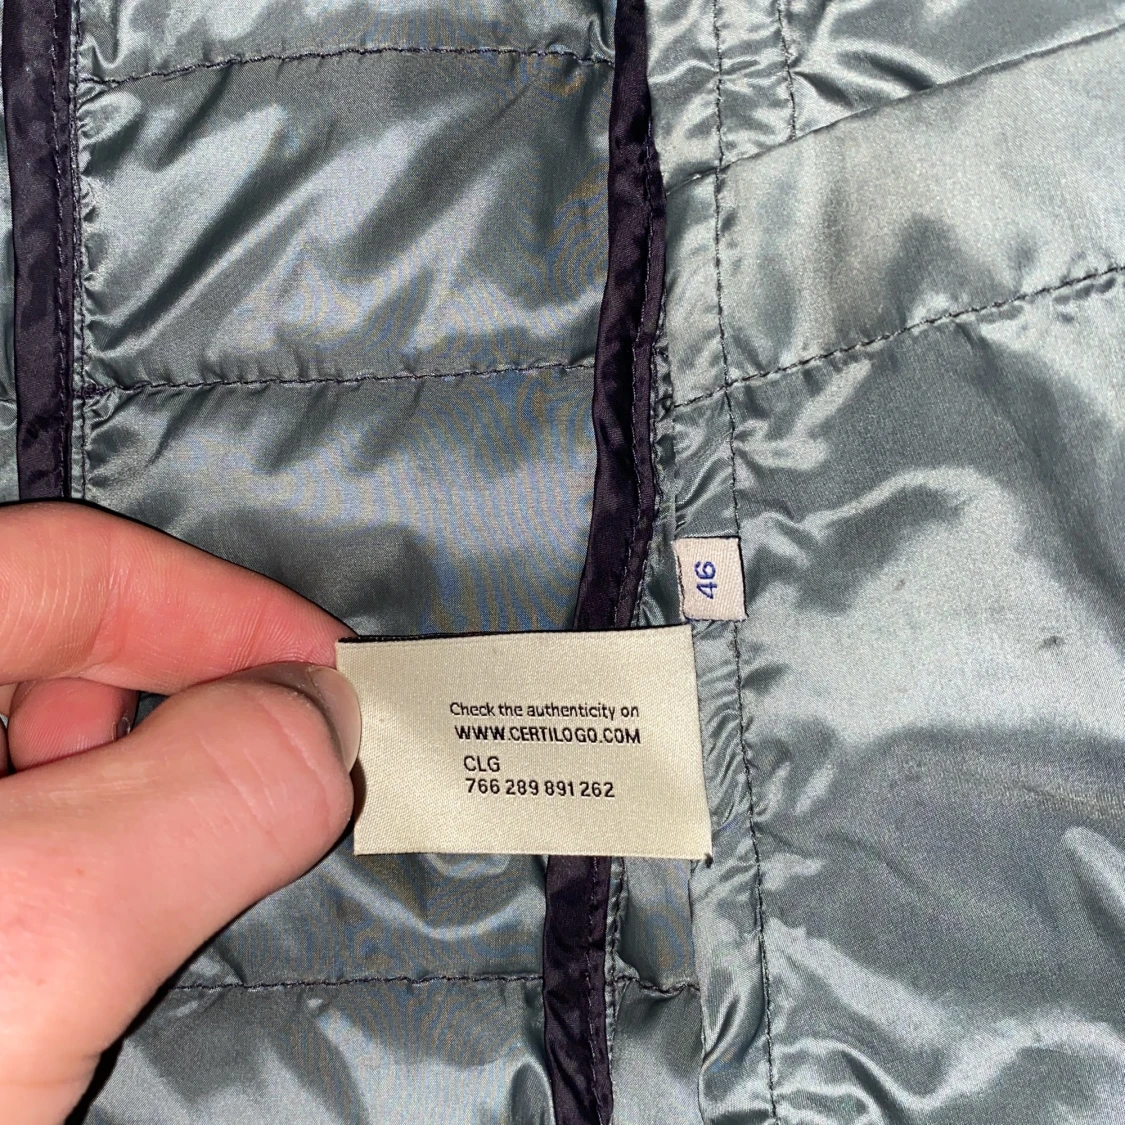 46
Check the authenticity on
WWW.CERTILOGO.COM
CLG
766 289 891 262